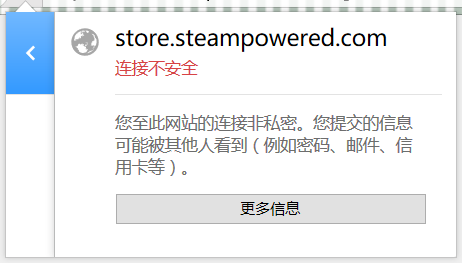 store.steampowered.com
连接不安全
您至此网站的连接非私密。您提交的信息
可能被其他人看到（例如密码、邮件、信
用卡等）。
更多信息